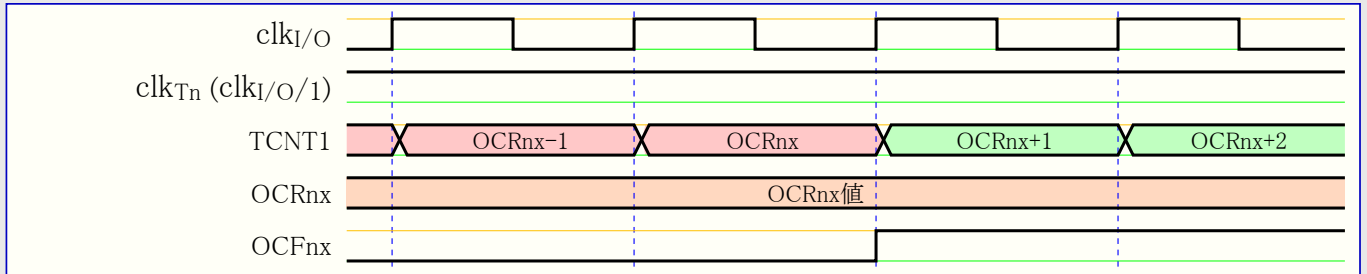 clkI/O
clkTn (clkI/O/1)
TCNT1 OCRnx-1 OCRnx OCRnx+1 OCRnx+2
OCRnx OCRnx値
OCFnx